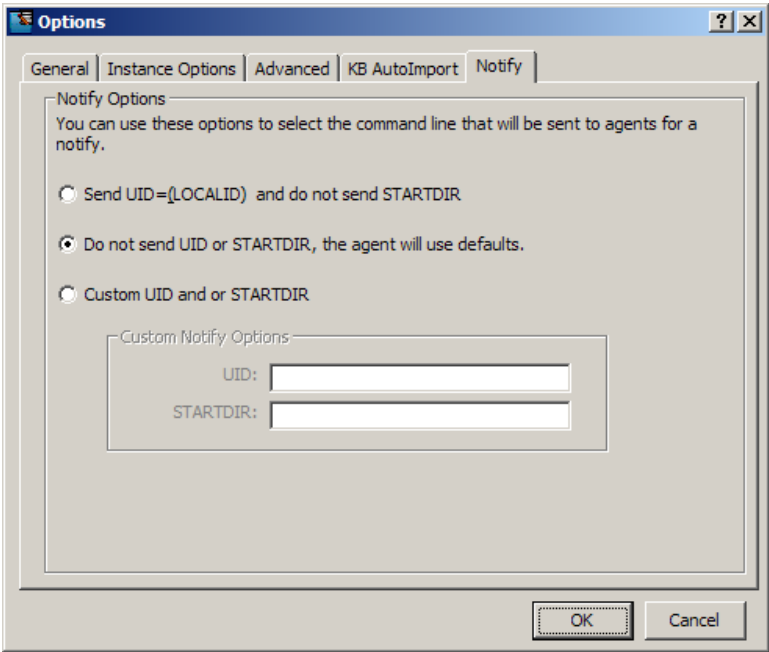 Options
General
Instance Options
Advanced
KB AutoImport
Notify
Notify Options
You can use these options to select the command line that will be sent to agents for a
notify.
Send UID=(LOCALID) and do not send STARTDIR
Do not send UID or STARTDIR, the agent will use defaults.
Custom UID and or STARTDIR
Custom Notify Options
UID:
STARTDIR:
OK
Cancel